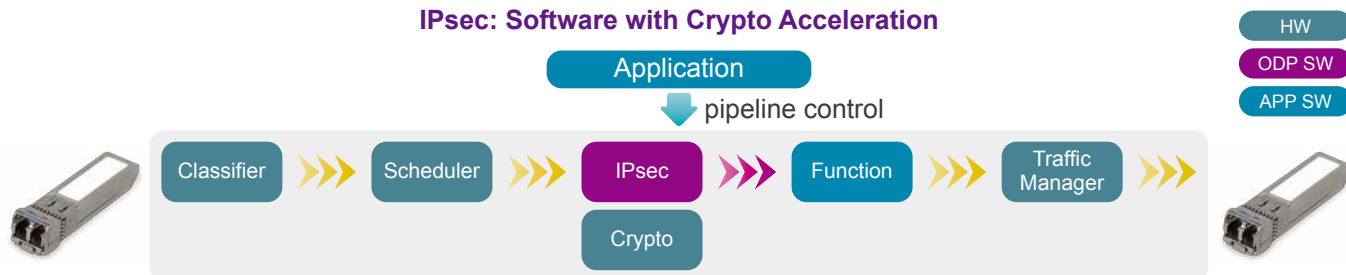 IPsec: Software with Crypto Acceleration
HW
Application
ODP SW
APP SW
pipeline control
Classifier
Scheduler
IPsec
Function
Traffic
Manager
Crypto